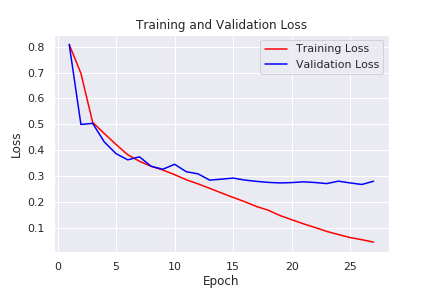 Training and Validation Loss
Training Loss
Validation Loss
Loss
0.8
0.7
0.6
0.5
0.4
0.3
0.2
0.1
0 5 10 15 20 25
Epoch